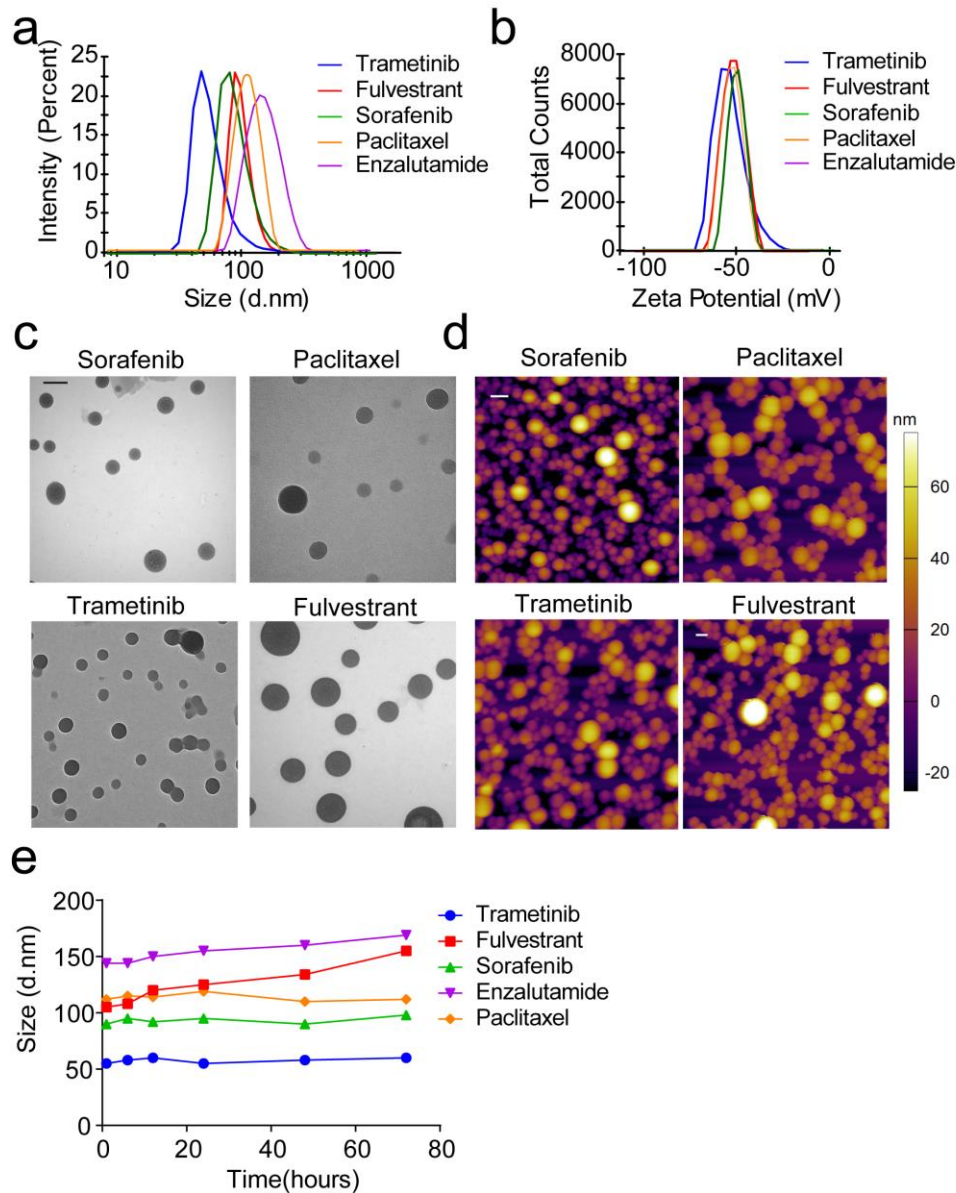 a
25
20
15
10
5
0
Intensity (Percent)
10
100
1000
Size (d.nm)
Trametinib
Fulvestrant
Sorafenib
Paclitaxel
Enzalutamide
b
8000
6000
4000
2000
0
Total Counts
-100
-50
0
Zeta Potential (mV)
Trametinib
Fulvestrant
Sorafenib
Paclitaxel
Enzalutamide
c
Sorafenib
Paclitaxel
Trametinib
Fulvestrant
d
Sorafenib
Paclitaxel
Trametinib
Fulvestrant
nm
60
40
20
0
-20
e
200
150
100
50
0
Size (d.nm)
0
20
40
60
80
Time(hours)
Trametinib
Fulvestrant
Sorafenib
Enzalutamide
Paclitaxel